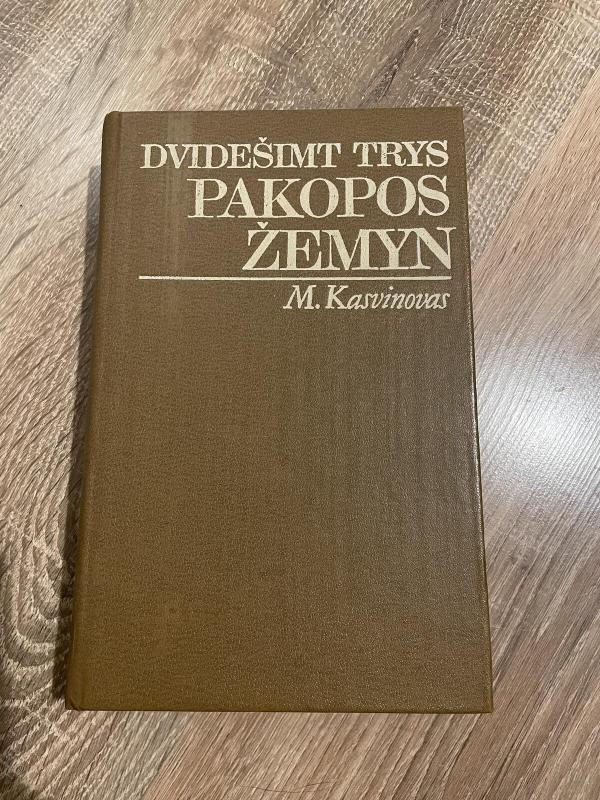 DVIDEŠIMT TRYS
PAKOPOS
ŽEMYN
M. Kasvinovas